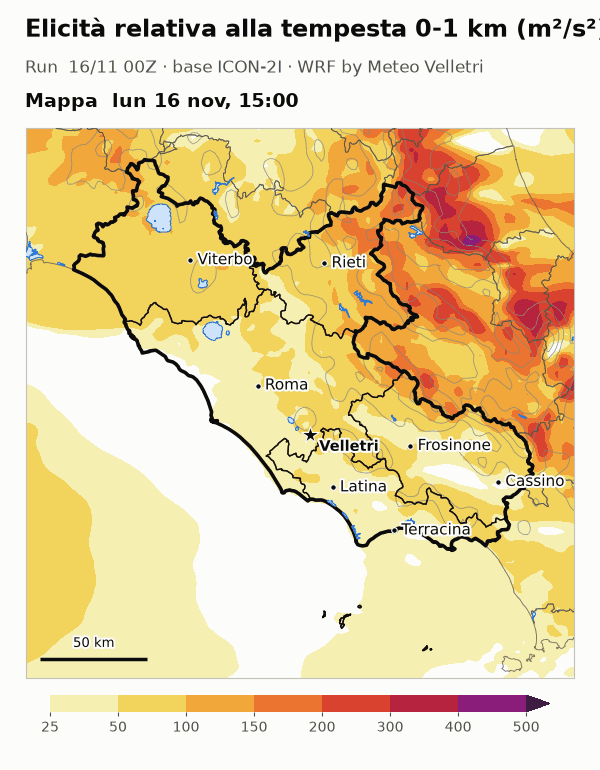 Elicità relativa alla tempesta 0-1 km (m²/s²)
Run 16/11 00Z · base ICON-2I · WRF by Meteo Velletri
Mappa lun 16 nov, 15:00
Viterbo
Rieti
Roma
Velletri
Frosinone
Latina
Cassino
Terracina
50 km
25 50 100 150 200 300 400 500